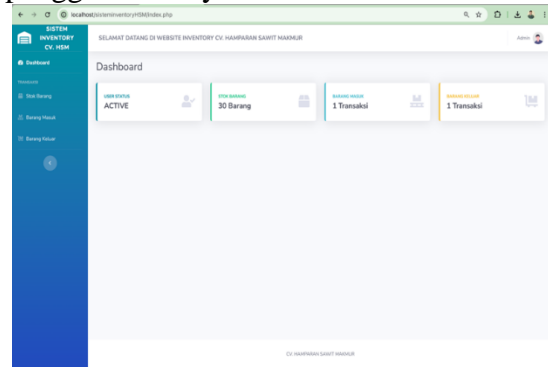 localhost/sisteminventoryHSM/index.php
SISTEM
INVENTORY
CV. HSM
SELAMAT DATANG DI WEBSITE INVENTORY CV. HAMPARAN SAWIT MAKMUR
Admin
Dashboard
Dashboard
USER STATUS
ACTIVE
STOK BARANG
30 Barang
BARANG MASUK
1 Transaksi
BARANG KELUAR
1 Transaksi
Stok Barang
Barang Masuk
Barang Keluar
CV. HAMPARAN SAWIT MAKMUR